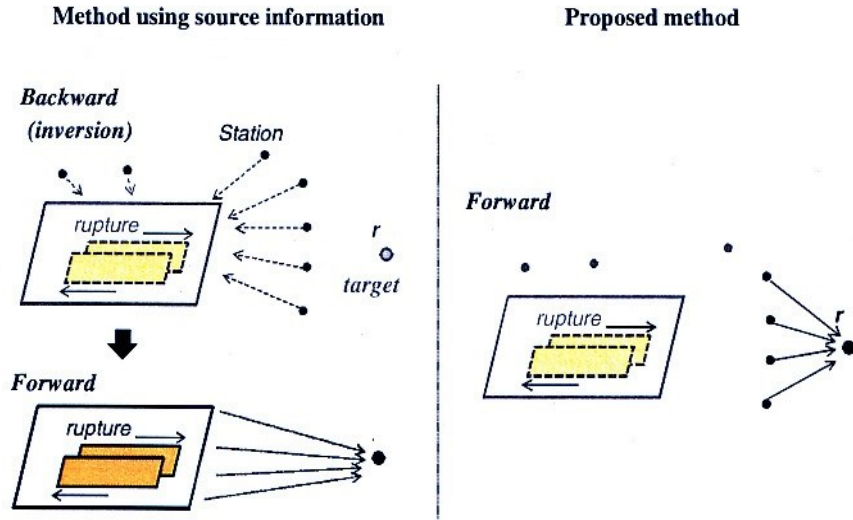 Method using source information
Backward
(inversion)
Station
rupture
r
target
Forward
rupture
Proposed method
Forward
rupture
r